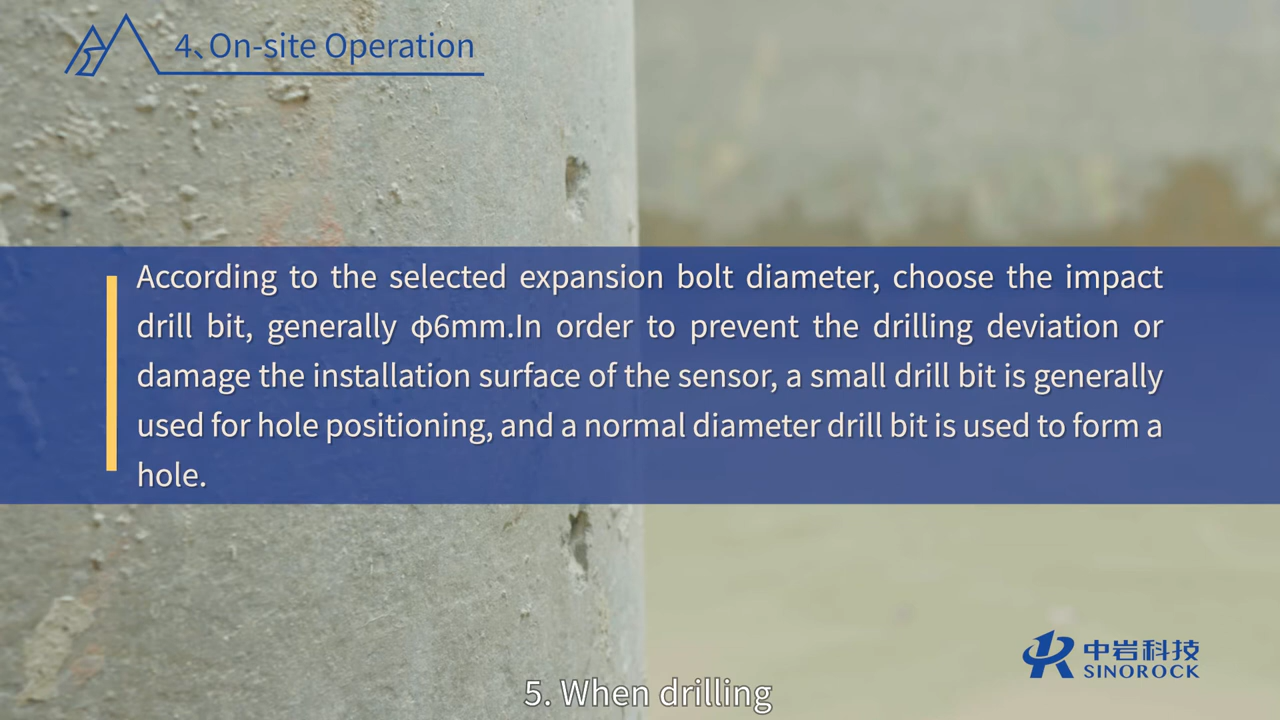 4、On-site Operation
According to the selected expansion bolt diameter, choose the impact
drill bit, generally φ6mm.In order to prevent the drilling deviation or
damage the installation surface of the sensor, a small drill bit is generally
used for hole positioning, and a normal diameter drill bit is used to form a
hole.
中岩科技
SINOROCK
5. When drilling